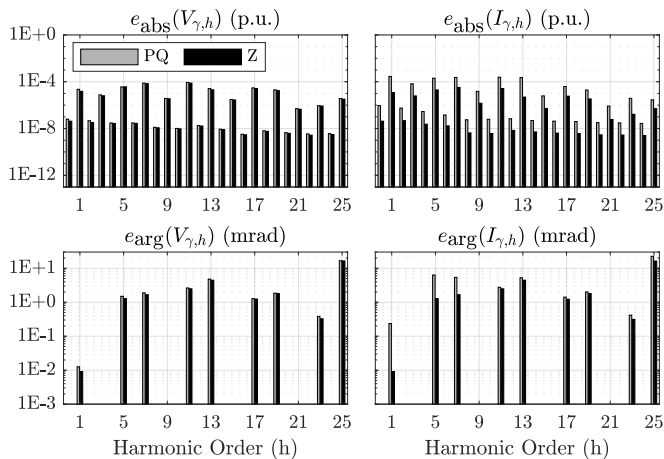 e_abs(V_γ,h) (p.u.)
e_abs(I_γ,h) (p.u.)
1E+0
1E-4
1E-8
1E-12
PQ
Z
1 5 9 13 17 21 25
1 5 9 13 17 21 25
e_arg(V_γ,h) (mrad)
e_arg(I_γ,h) (mrad)
1E+1
1E+0
1E-1
1E-2
1E-3
1 5 9 13 17 21 25
1 5 9 13 17 21 25
Harmonic Order (h)
Harmonic Order (h)